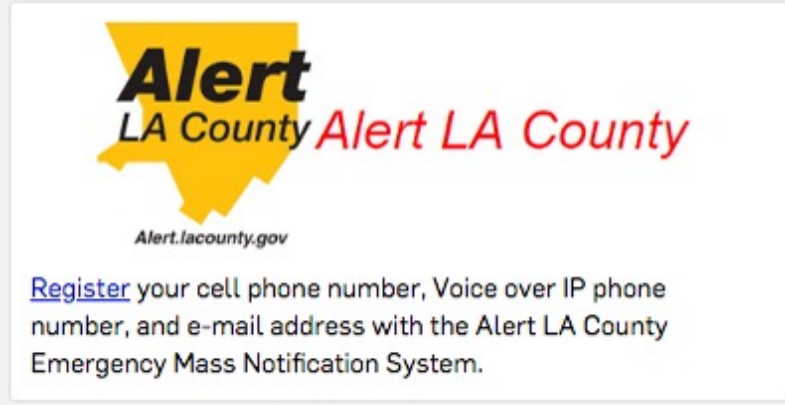 Alert
LA County
Alert LA County
Alert.lacounty.gov
Register your cell phone number, Voice over IP phone
number, and e-mail address with the Alert LA County
Emergency Mass Notification System.